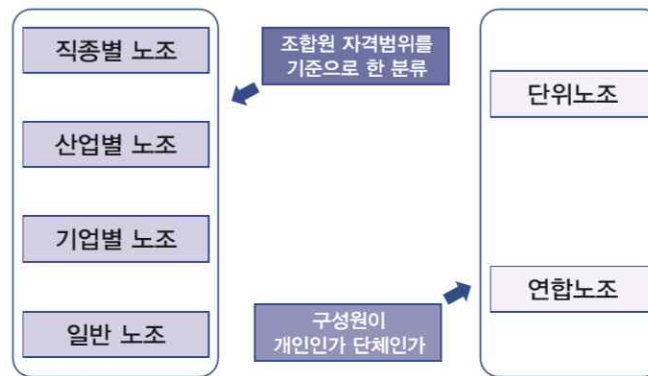 직종별 노조
산업별 노조
기업별 노조
일반 노조
조합원 자격범위를
기준으로 한 분류
구성원이
개인인가 단체인가
단위노조
연합노조